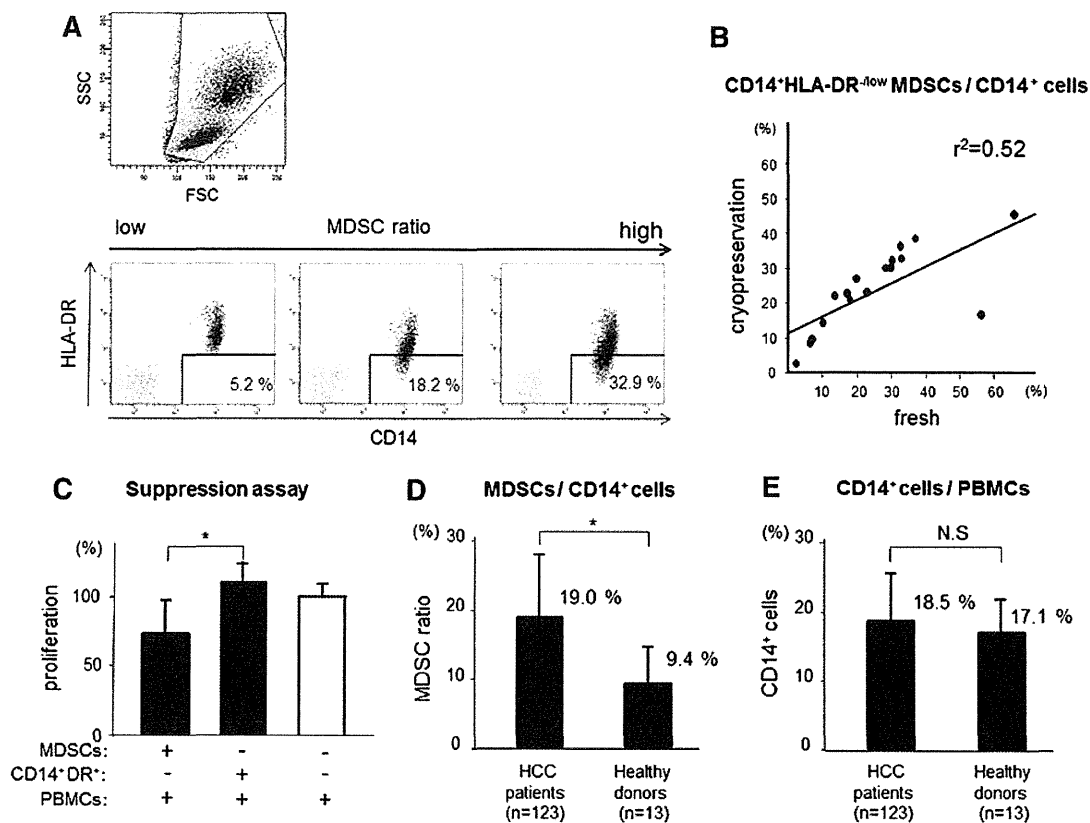 A
SSC
FSC
low MDSC ratio high
HLA-DR
5.2 %
18.2 %
32.9 %
CD14
B
CD14⁺HLA-DR⁻/low MDSCs / CD14⁺ cells
(%)
r²=0.52
cryopreservation
60
50
40
30
20
10
0
10 20 30 40 50 60 (%)
fresh
C Suppression assay
(%)
*
proliferation
100
50
0
MDSCs: + - -
CD14⁺DR⁺: - + -
PBMCs: + + +
D MDSCs / CD14⁺cells
(%)
*
MDSC ratio
30
20
10
0
19.0 %
9.4 %
HCC patients (n=123)
Healthy donors (n=13)
E CD14⁺cells / PBMCs
(%)
N.S
CD14⁺ cells
30
20
10
0
18.5 %
17.1 %
HCC patients (n=123)
Healthy donors (n=13)